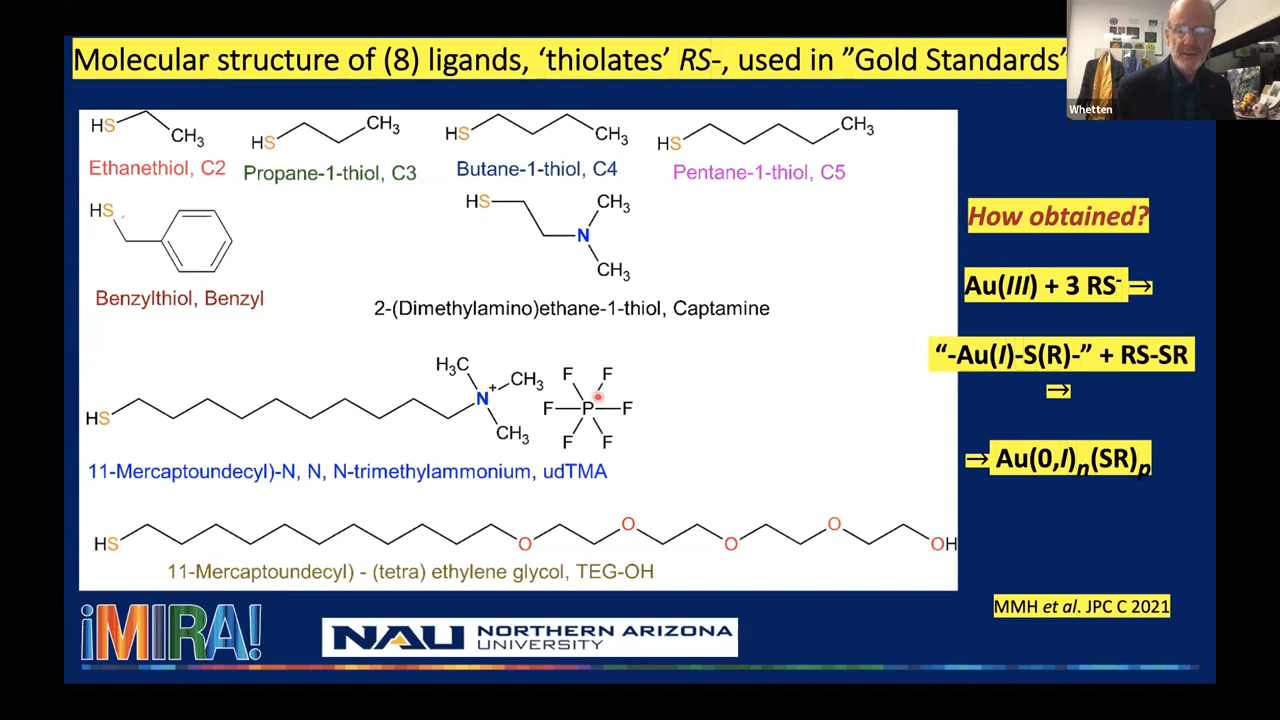 Molecular structure of (8) ligands, ‘thiolates’ RS-, used in ”Gold Standards”
Whetten
HS
CH3
Ethanethiol, C2
HS
CH3
Propane-1-thiol, C3
HS
CH3
Butane-1-thiol, C4
HS
CH3
Pentane-1-thiol, C5
HS
Benzylthiol, Benzyl
HS
CH3
N
CH3
2-(Dimethylamino)ethane-1-thiol, Captamine
How obtained?
Au(III) + 3 RS- →
“-Au(I)-S(R)-” + RS-SR
→
→ Au(0,I)n(SR)p
H3C
CH3
N+
CH3
HS
F F
F P F
F F
11-Mercaptoundecyl)-N, N, N-trimethylammonium, udTMA
HS
O
O
O
O
OH
11-Mercaptoundecyl) - (tetra) ethylene glycol, TEG-OH
MMH et al. JPC C 2021
¡MIRA!
NAU NORTHERN ARIZONA
UNIVERSITY